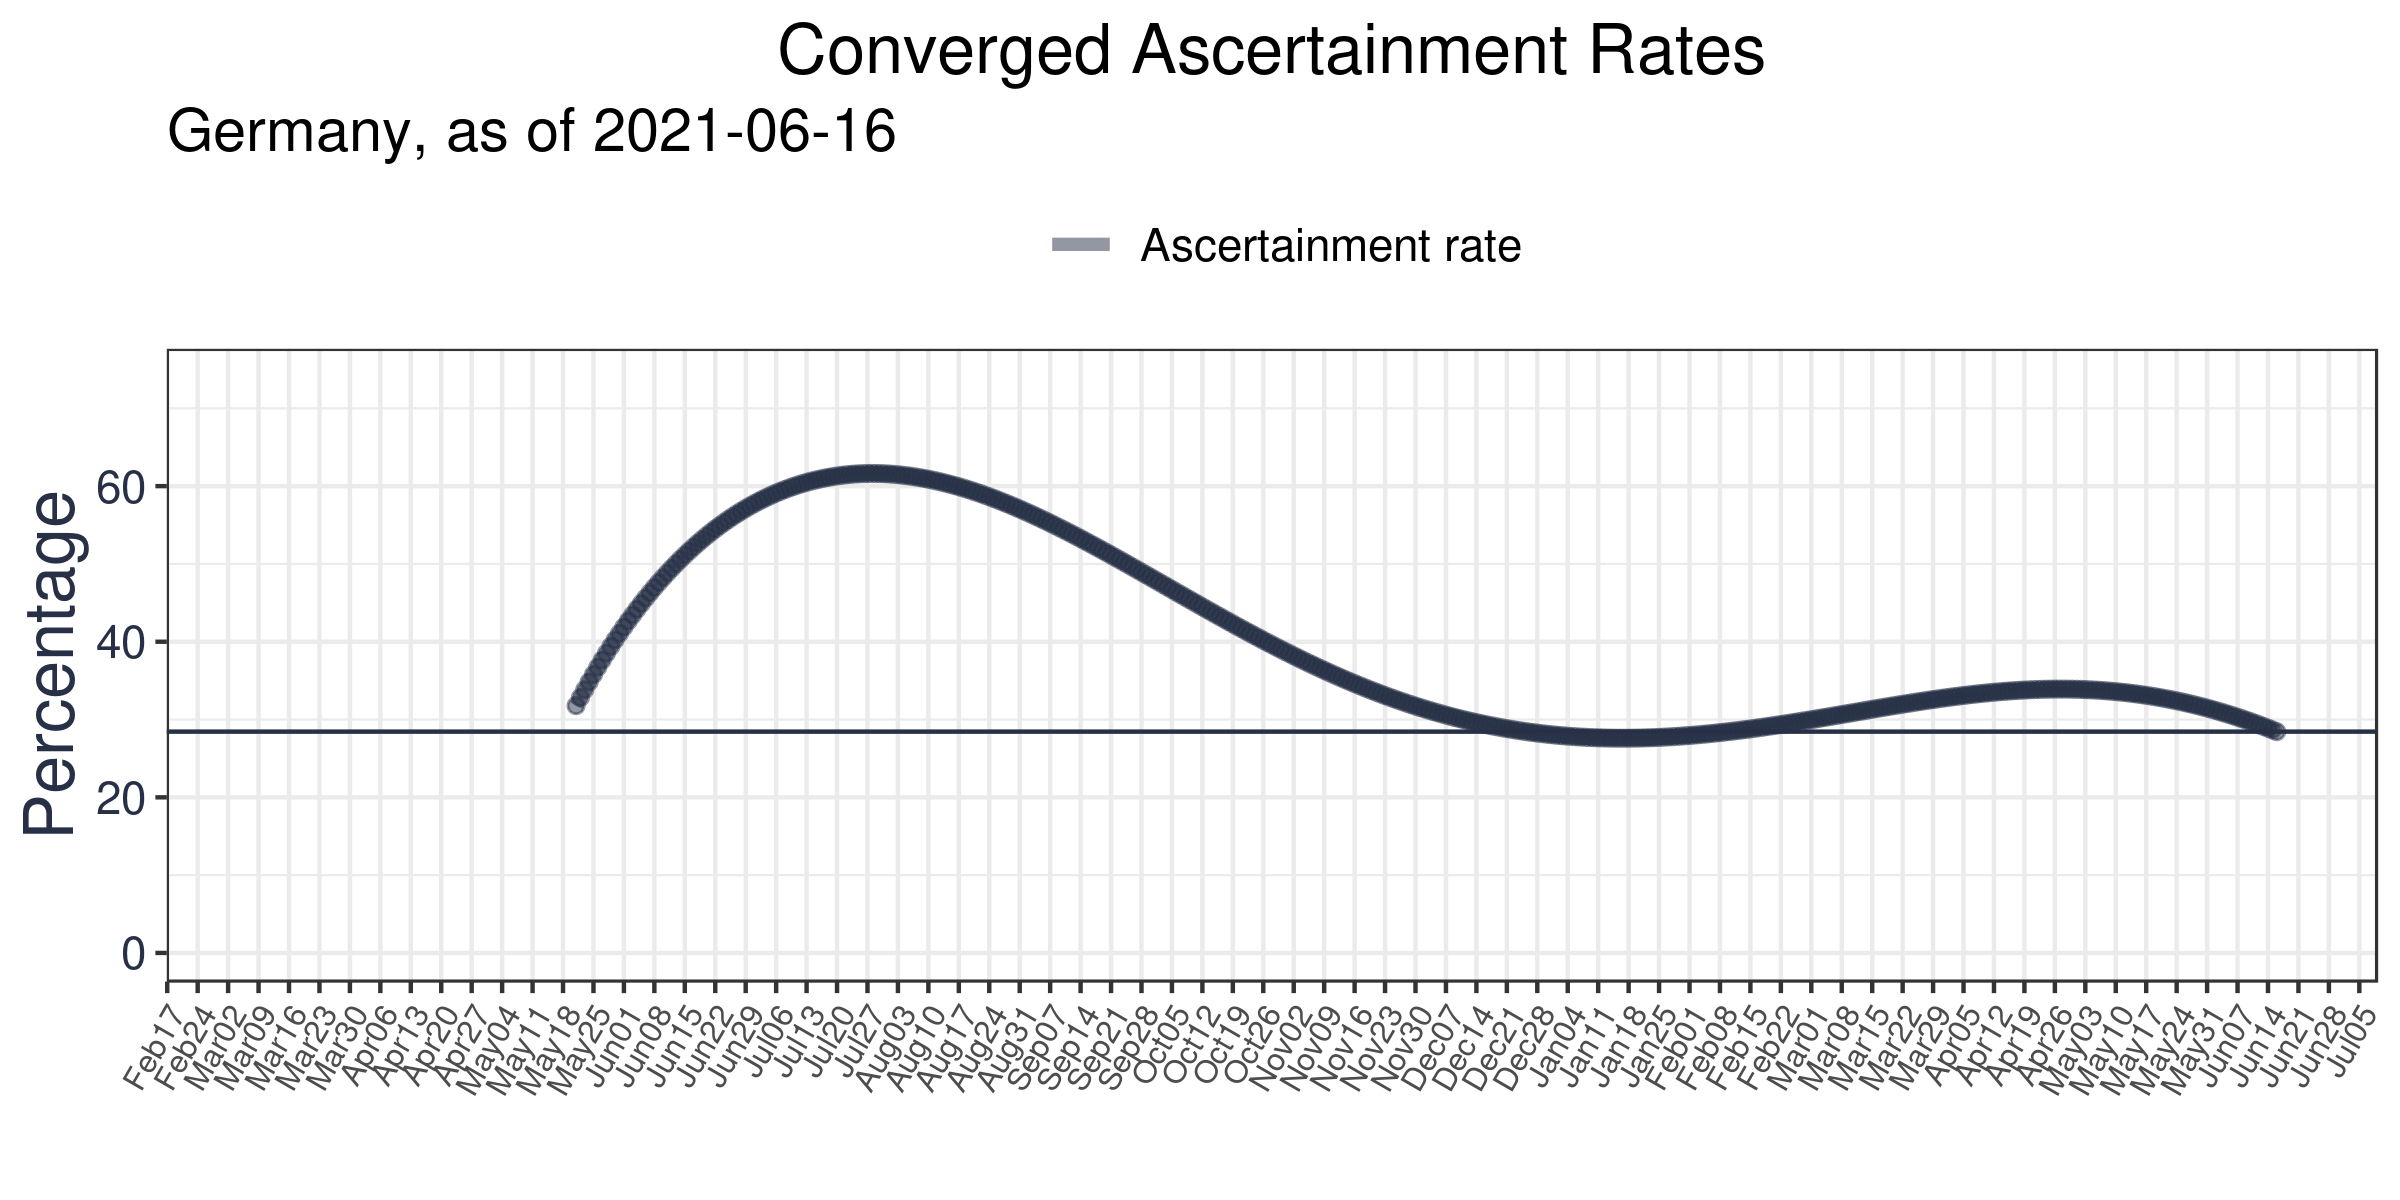 Converged Ascertainment Rates
Germany, as of 2021-06-16
Ascertainment rate
Percentage
60
40
20
0
Feb17
Feb24
Mar02
Mar09
Mar16
Mar23
Mar30
Apr06
Apr13
Apr20
Apr27
May04
May11
May18
May25
Jun01
Jun08
Jun15
Jun22
Jun29
Jul06
Jul13
Jul20
Jul27
Aug03
Aug10
Aug17
Aug24
Aug31
Sep07
Sep14
Sep21
Sep28
Oct05
Oct12
Oct19
Oct26
Nov02
Nov09
Nov16
Nov23
Nov30
Dec07
Dec14
Dec21
Dec28
Jan04
Jan11
Jan18
Jan25
Feb01
Feb08
Feb15
Feb22
Mar01
Mar08
Mar15
Mar22
Mar29
Apr05
Apr12
Apr19
Apr26
May03
May10
May17
May24
May31
Jun07
Jun14
Jun21
Jun28
Jul05